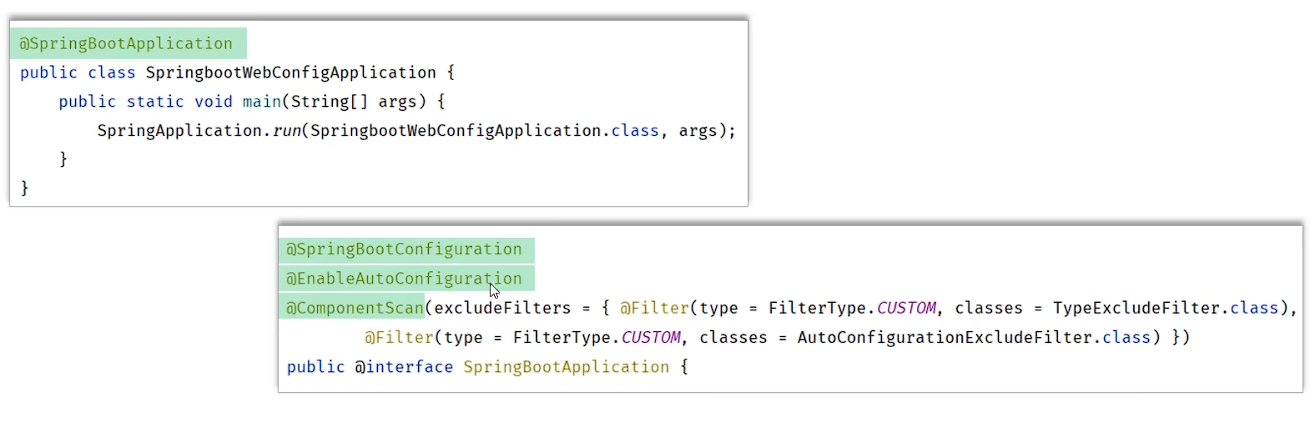 @SpringBootApplication
public class SpringbootWebConfigApplication {
    public static void main(String[] args) {
        SpringApplication.run(SpringbootWebConfigApplication.class, args);
    }
}
@SpringBootConfiguration
@EnableAutoConfiguration
@ComponentScan(excludeFilters = { @Filter(type = FilterType.CUSTOM, classes = TypeExcludeFilter.class),
        @Filter(type = FilterType.CUSTOM, classes = AutoConfigurationExcludeFilter.class) })
public @interface SpringBootApplication {